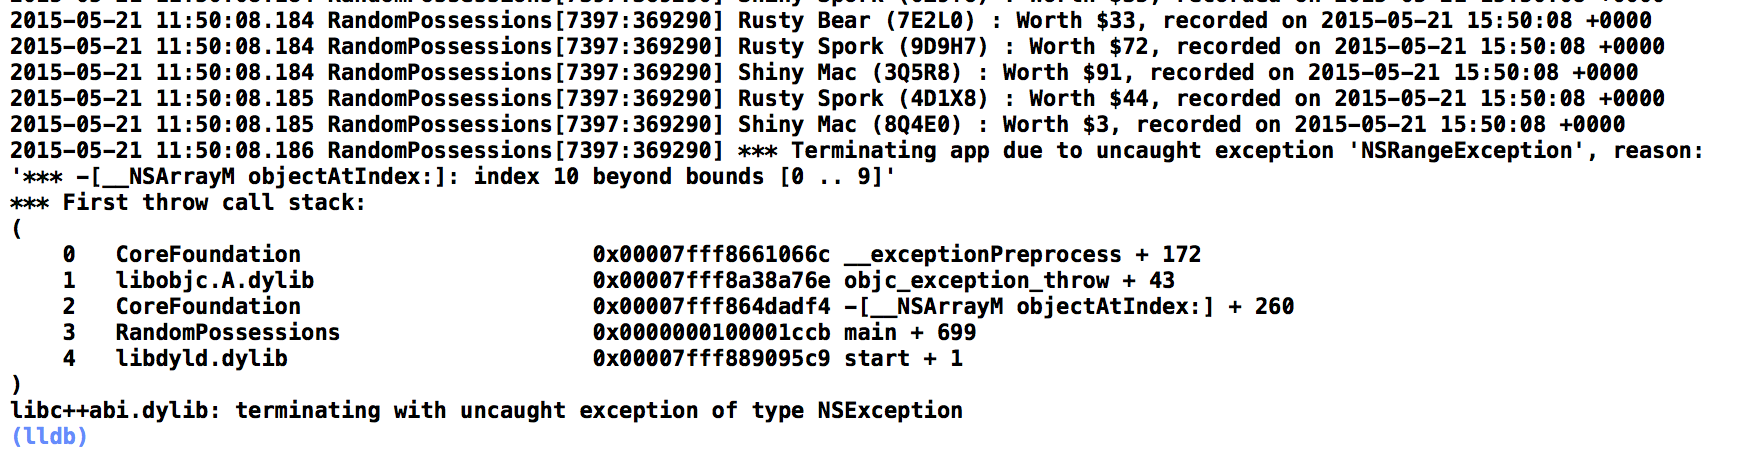 2015-05-21 11:50:08.184 RandomPossessions[7397:369290] Rusty Bear (7E2L0) : Worth $33, recorded on 2015-05-21 15:50:08 +0000
2015-05-21 11:50:08.184 RandomPossessions[7397:369290] Rusty Spork (9D9H7) : Worth $72, recorded on 2015-05-21 15:50:08 +0000
2015-05-21 11:50:08.184 RandomPossessions[7397:369290] Shiny Mac (3Q5R8) : Worth $91, recorded on 2015-05-21 15:50:08 +0000
2015-05-21 11:50:08.185 RandomPossessions[7397:369290] Rusty Spork (4D1X8) : Worth $44, recorded on 2015-05-21 15:50:08 +0000
2015-05-21 11:50:08.185 RandomPossessions[7397:369290] Shiny Mac (8Q4E0) : Worth $3, recorded on 2015-05-21 15:50:08 +0000
2015-05-21 11:50:08.186 RandomPossessions[7397:369290] *** Terminating app due to uncaught exception 'NSRangeException', reason:
'*** -[__NSArrayM objectAtIndex:]: index 10 beyond bounds [0 .. 9]'
*** First throw call stack:
(
0 CoreFoundation 0x00007fff8661066c __exceptionPreprocess + 172
1 libobjc.A.dylib 0x00007fff8a38a76e objc_exception_throw + 43
2 CoreFoundation 0x00007fff864dadf4 -[__NSArrayM objectAtIndex:] + 260
3 RandomPossessions 0x0000000100001ccb main + 699
4 libdyld.dylib 0x00007fff889095c9 start + 1
)
libc++abi.dylib: terminating with uncaught exception of type NSException
(lldb)